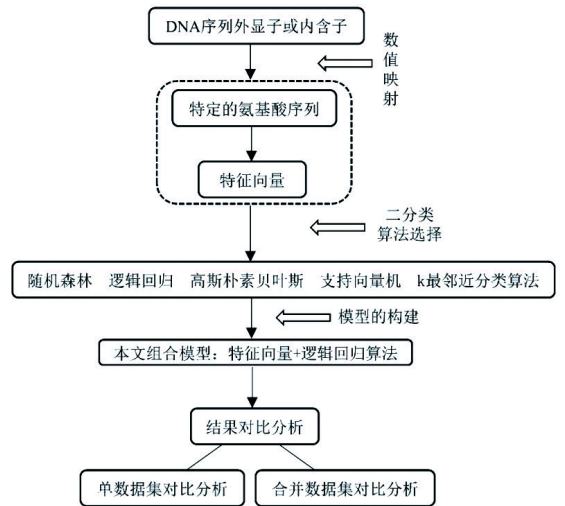 DNA序列外显子或内含子
数值映射
特定的氨基酸序列
特征向量
二分类
算法选择
随机森林 逻辑回归 高斯朴素贝叶斯 支持向量机 k最邻近分类算法
模型的构建
本文组合模型：特征向量+逻辑回归算法
结果对比分析
单数据集对比分析 合并数据集对比分析